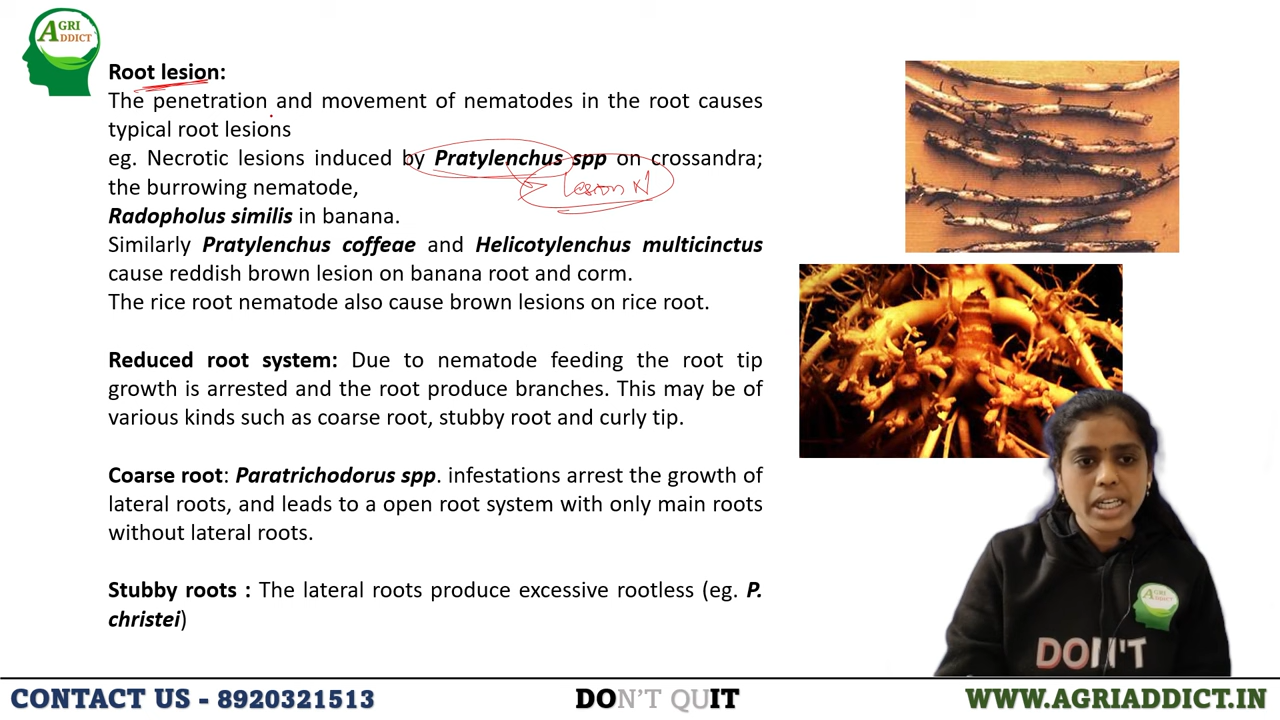 AGRI
ADDICT
Root lesion:
The penetration and movement of nematodes in the root causes
typical root lesions
eg. Necrotic lesions induced by Pratylenchus spp on crossandra;
the burrowing nematode,
lesion N
Radopholus similis in banana.
Similarly Pratylenchus coffeae and Helicotylenchus multicinctus
cause reddish brown lesion on banana root and corm.
The rice root nematode also cause brown lesions on rice root.
Reduced root system: Due to nematode feeding the root tip
growth is arrested and the root produce branches. This may be of
various kinds such as coarse root, stubby root and curly tip.
Coarse root: Paratrichodorus spp. infestations arrest the growth of
lateral roots, and leads to a open root system with only main roots
without lateral roots.
Stubby roots : The lateral roots produce excessive rootless (eg. P.
christei)
AGRI
ADDICT
DON'T
CONTACT US - 8920321513
DON'T QUIT
WWW.AGRIADDICT.IN